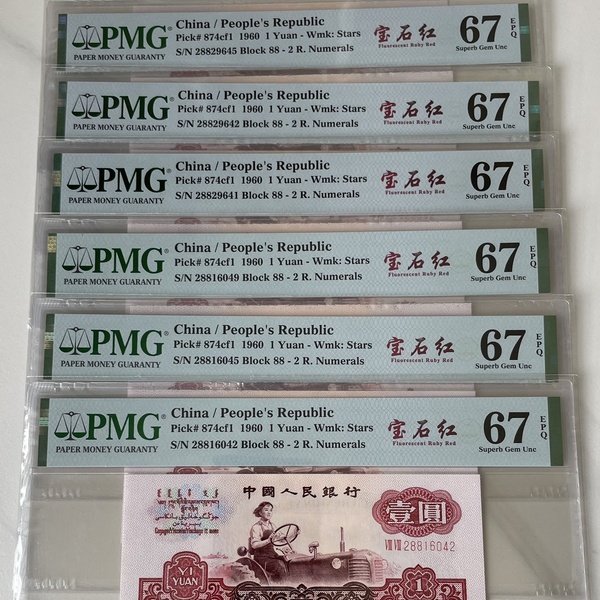 PMG
PAPER MONEY GUARANTY
China / People's Republic
Pick# 874cf1 1960 1 Yuan - Wmk: Stars
S/N 28829645 Block 88 - 2 R. Numerals
宝石红
Fluorescent Ruby Red
67 EPQ
Superb Gem Unc
PMG
PAPER MONEY GUARANTY
China / People's Republic
Pick# 874cf1 1960 1 Yuan - Wmk: Stars
S/N 28829642 Block 88 - 2 R. Numerals
宝石红
Fluorescent Ruby Red
67 EPQ
Superb Gem Unc
PMG
PAPER MONEY GUARANTY
China / People's Republic
Pick# 874cf1 1960 1 Yuan - Wmk: Stars
S/N 28829641 Block 88 - 2 R. Numerals
宝石红
Fluorescent Ruby Red
67 EPQ
Superb Gem Unc
PMG
PAPER MONEY GUARANTY
China / People's Republic
Pick# 874cf1 1960 1 Yuan - Wmk: Stars
S/N 28816049 Block 88 - 2 R. Numerals
宝石红
Fluorescent Ruby Red
67 EPQ
Superb Gem Unc
PMG
PAPER MONEY GUARANTY
China / People's Republic
Pick# 874cf1 1960 1 Yuan - Wmk: Stars
S/N 28816045 Block 88 - 2 R. Numerals
宝石红
Fluorescent Ruby Red
67 EPQ
Superb Gem Unc
PMG
PAPER MONEY GUARANTY
China / People's Republic
Pick# 874cf1 1960 1 Yuan - Wmk: Stars
S/N 28816042 Block 88 - 2 R. Numerals
宝石红
Fluorescent Ruby Red
67 EPQ
Superb Gem Unc
中國人民銀行
壹圓
VIII VIII 28816042
YI
YUAN
1